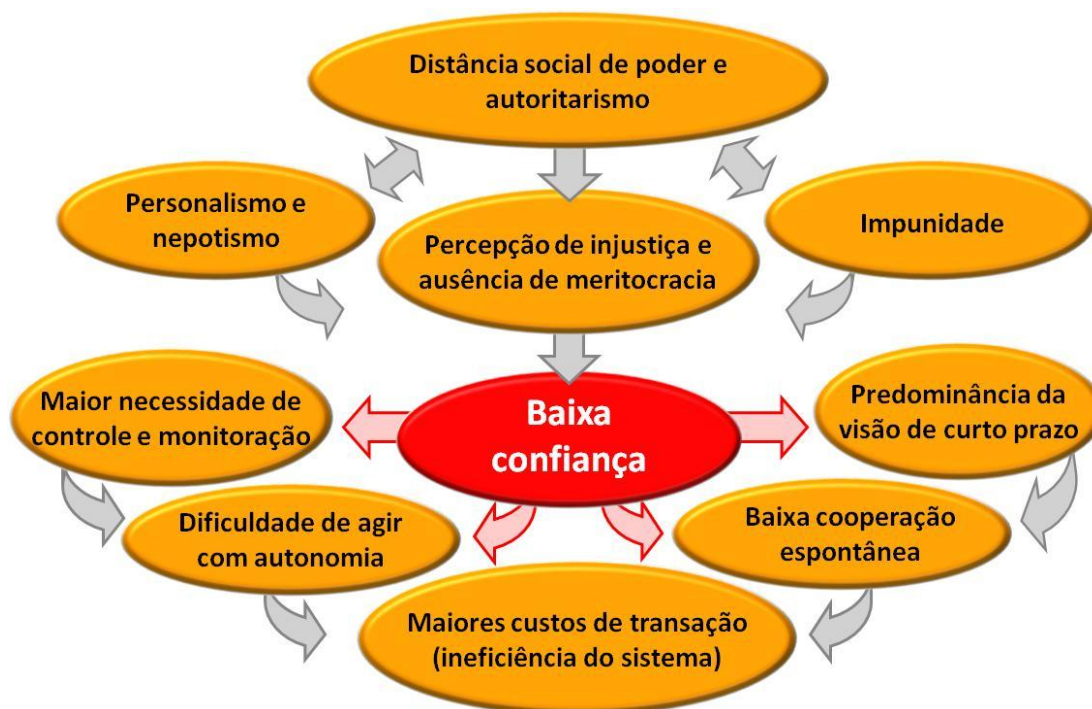 Distância social de poder e
autoritarismo
Personalismo e
nepotismo
Percepção de injustiça e
ausência de meritocracia
Impunidade
Maior necessidade de
controle e monitoração
Baixa
confiança
Predominância da
visão de curto prazo
Dificuldade de agir
com autonomia
Baixa cooperação
espontânea
Maiores custos de transação
(ineficiência do sistema)